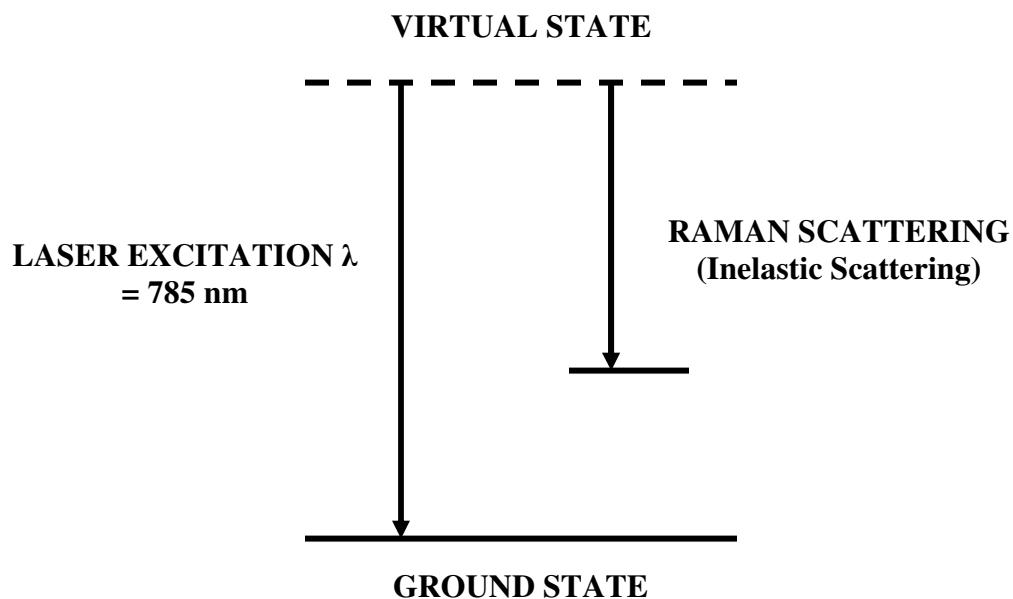 VIRTUAL STATE
LASER EXCITATION λ
= 785 nm
RAMAN SCATTERING
(Inelastic Scattering)
GROUND STATE